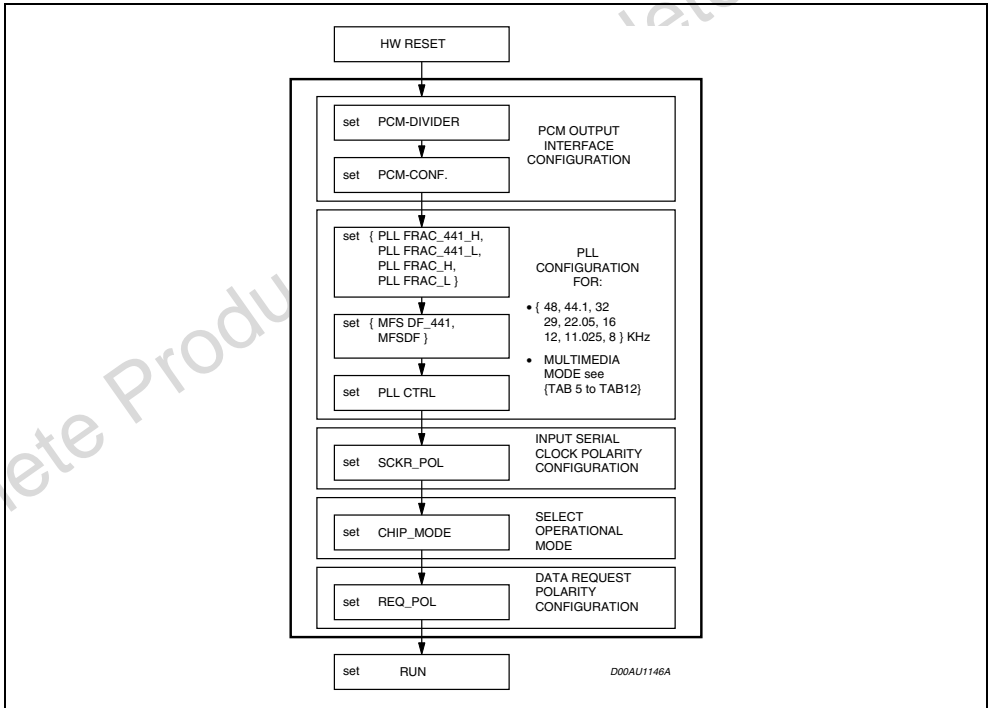 HW RESET
set PCM-DIVIDER
set PCM-CONF.
PCM OUTPUT
INTERFACE
CONFIGURATION
set { PLL FRAC_441_H,
PLL FRAC_441_L,
PLL FRAC_H,
PLL FRAC_L }
set { MFS DF_441,
MFSDF }
set PLL CTRL
PLL
CONFIGURATION
FOR:
• { 48, 44.1, 32
29, 22.05, 16
12, 11.025, 8 } KHz
• MULTIMEDIA
MODE see
{TAB 5 to TAB12}
set SCKR_POL
INPUT SERIAL
CLOCK POLARITY
CONFIGURATION
set CHIP_MODE
SELECT
OPERATIONAL
MODE
set REQ_POL
DATA REQUEST
POLARITY
CONFIGURATION
set RUN
D00AU1146A